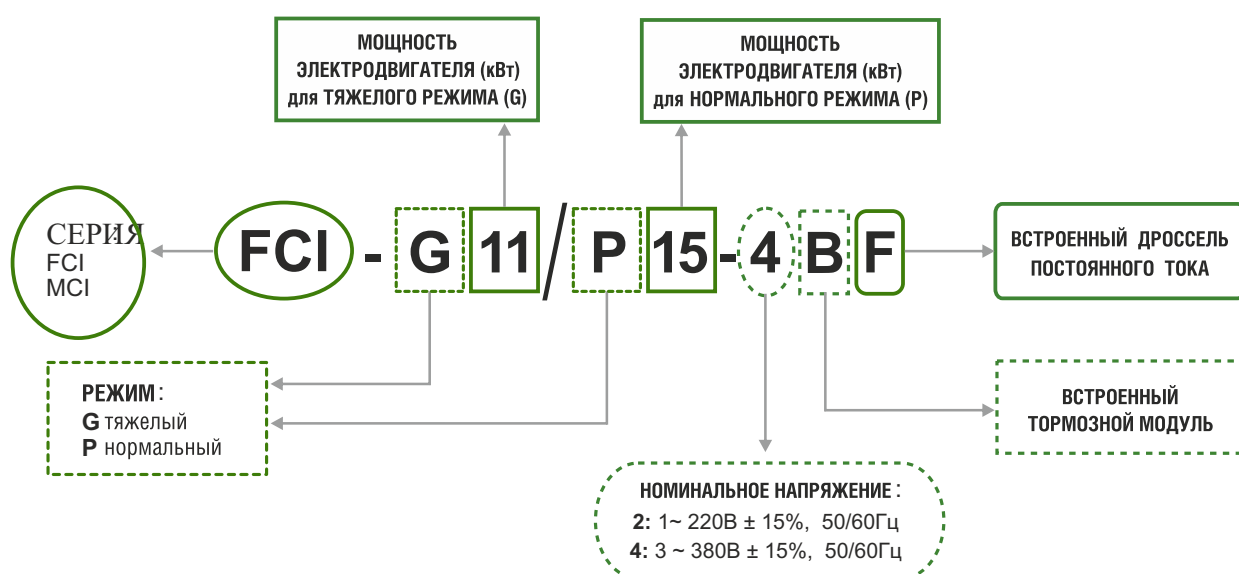 МОЩНОСТЬ
ЭЛЕКТРОДВИГАТЕЛЯ (кВт)
для ТЯЖЕЛОГО РЕЖИМА (G)
МОЩНОСТЬ
ЭЛЕКТРОДВИГАТЕЛЯ (кВт)
для НОРМАЛЬНОГО РЕЖИМА (P)
СЕРИЯ
FCI
MCI
FCI - G 11 / P 15 - 4 B F
ВСТРОЕННЫЙ ДРОССЕЛЬ
ПОСТОЯННОГО ТОКА
РЕЖИМ:
G тяжелый
P нормальный
ВСТРОЕННЫЙ
ТОРМОЗНОЙ МОДУЛЬ
НОМИНАЛЬНОЕ НАПРЯЖЕНИЕ:
2: 1~ 220В ± 15%, 50/60Гц
4: 3 ~ 380В ± 15%, 50/60Гц